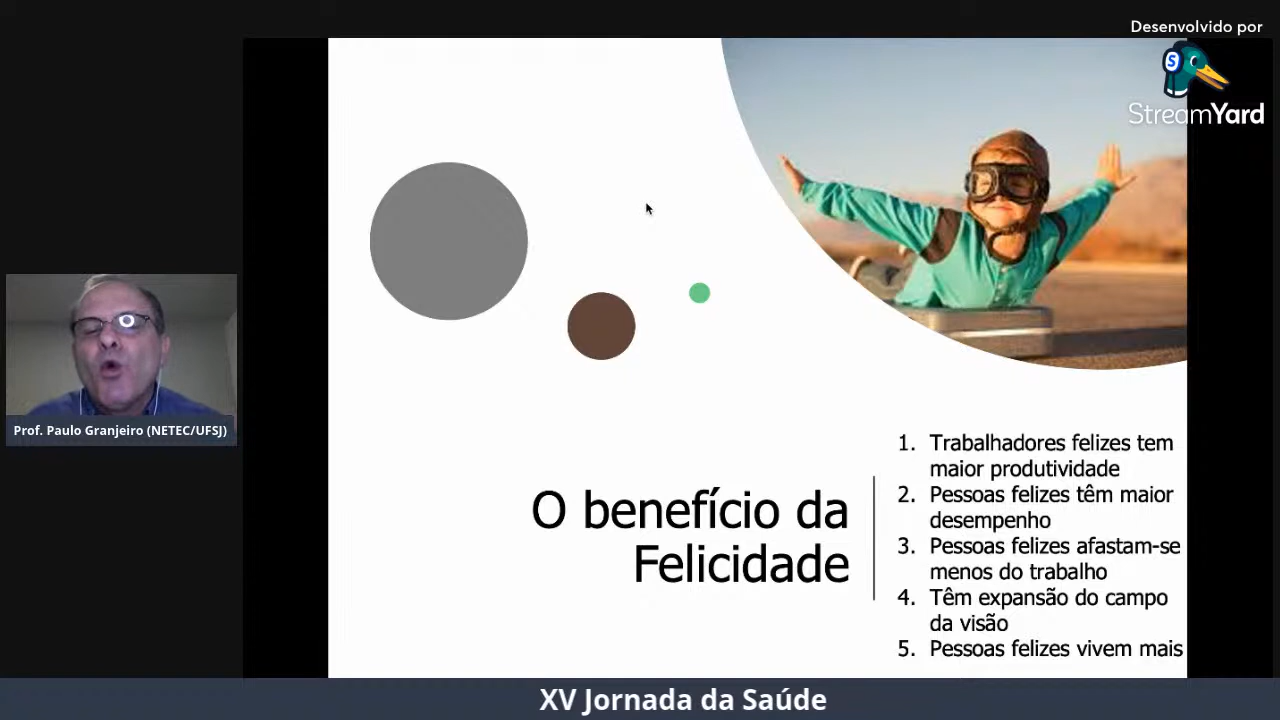 Desenvolvido por
StreamYard
Prof. Paulo Granjeiro (NETEC/UFSJ)
O benefício da
Felicidade
1. Trabalhadores felizes tem
maior produtividade
2. Pessoas felizes têm maior
desempenho
3. Pessoas felizes afastam-se
menos do trabalho
4. Têm expansão do campo
da visão
5. Pessoas felizes vivem mais
XV Jornada da Saúde